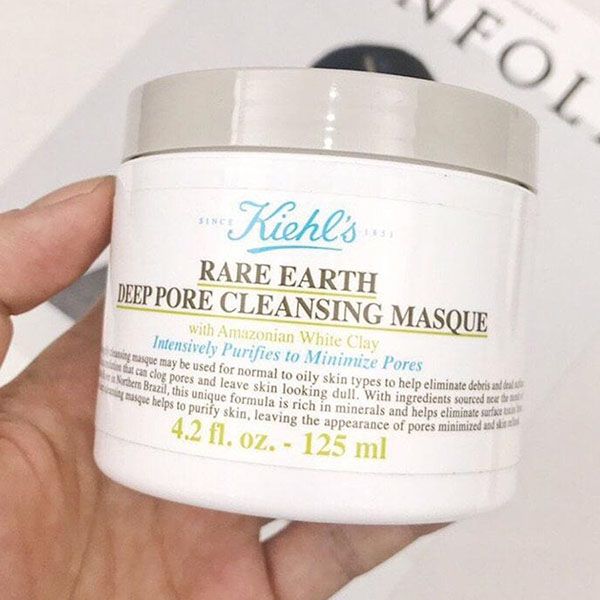 NFOL
SINCE Kiehl's 1851
RARE EARTH
DEEP PORE CLEANSING MASQUE
with Amazonian White Clay
Intensively Purifies to Minimize Pores
cleansing masque may be used for normal to oily skin types to help eliminate debris and dead
that can clog pores and leave skin looking dull. With ingredients sourced near the
in Northern Brazil, this unique formula is rich in minerals and helps eliminate surface
masque helps to purify skin, leaving the appearance of pores minimized and skin
4.2 fl. oz. - 125 ml